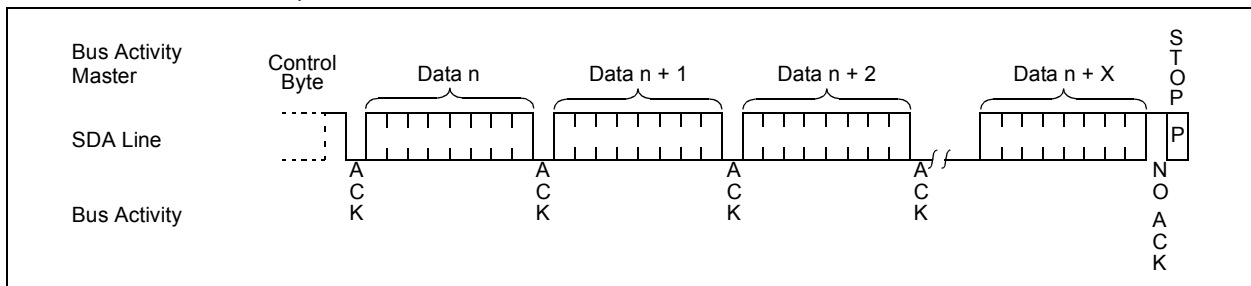 Bus Activity
Master
Control
Byte
Data n
Data n + 1
Data n + 2
Data n + X
STOP
SDA Line
P
Bus Activity
ACK
ACK
ACK
ACK
NO ACK